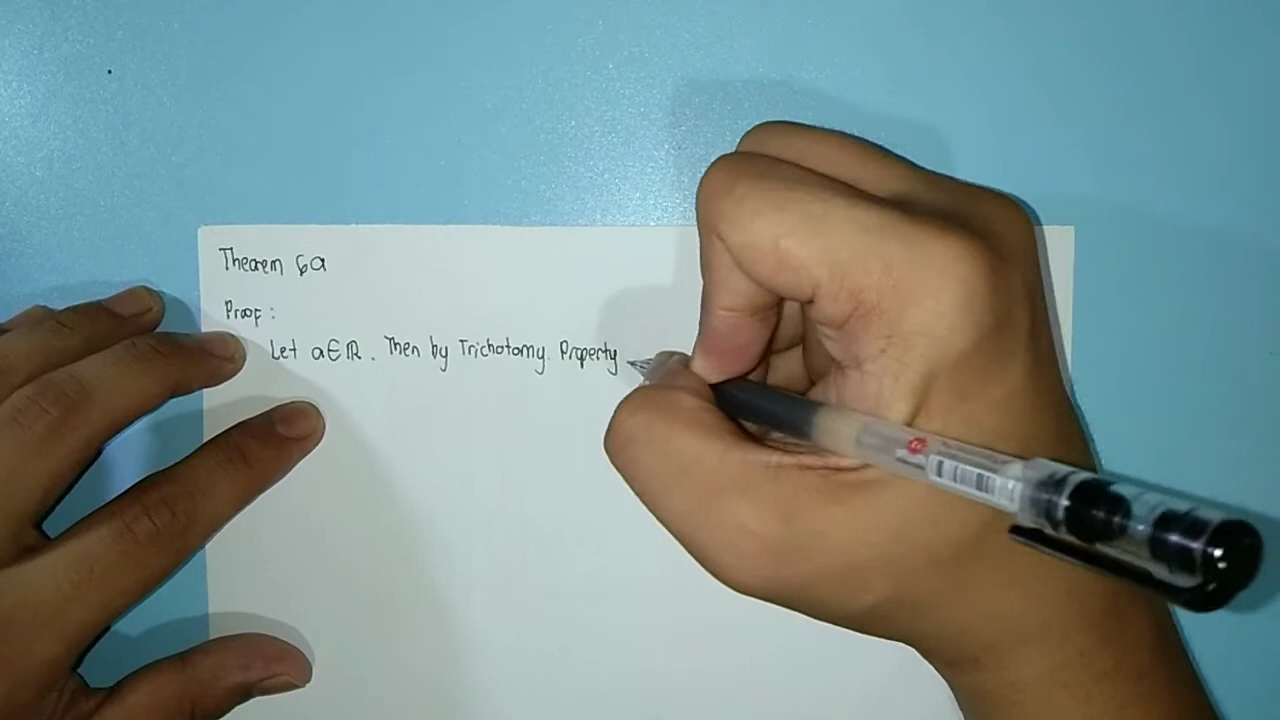 Theorem 6a
Proof :
Let a∈ℝ. Then by Trichotomy. Property